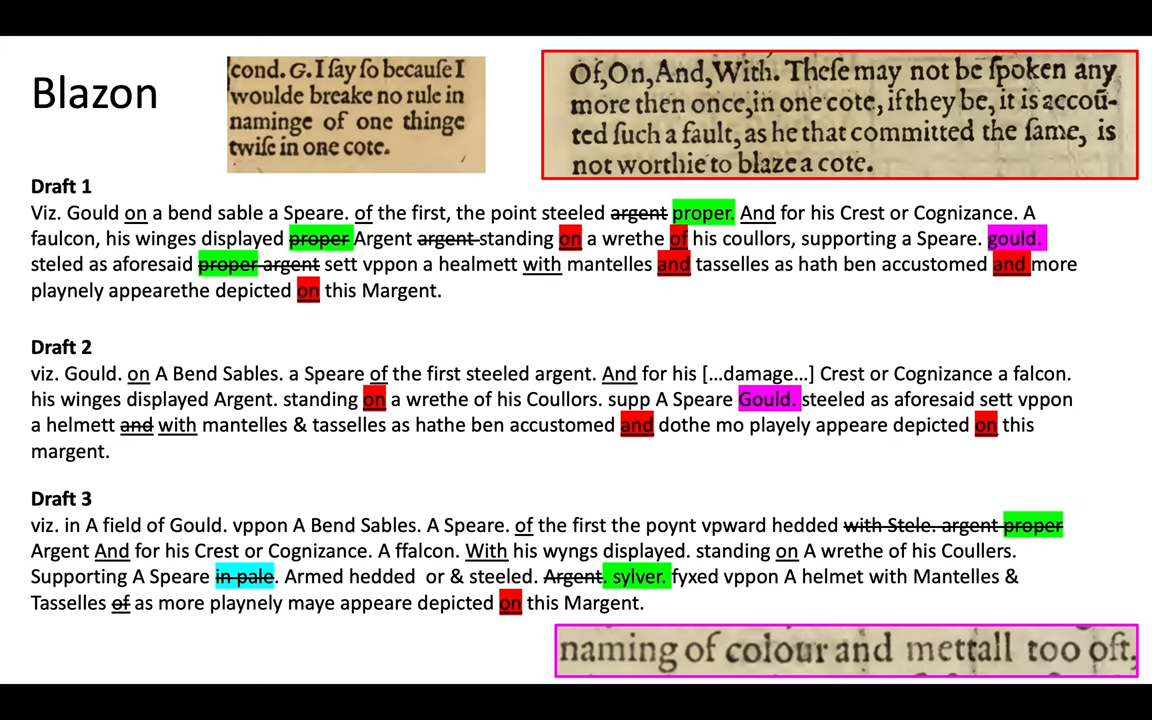 Blazon
cond. G. I ſay ſo becauſe I
woulde breake no rule in
naminge of one thinge
twiſe in one cote.
Of, On, And, With. Theſe may not be ſpoken any
more then once, in one cote, if they be, it is accoū-
ted ſuch a fault, as he that committed the ſame, is
not worthie to blaze a cote.
Draft 1
Viz. Gould on a bend sable a Speare. of the first, the point steeled argent proper. And for his Crest or Cognizance. A
faulcon, his winges displayed proper Argent argent standing on a wrethe of his coullors, supporting a Speare. gould.
steled as aforesaid proper argent sett vppon a healmett with mantelles and tasselles as hath ben accustomed and more
playnely appearethe depicted on this Margent.
Draft 2
viz. Gould. on A Bend Sables. a Speare of the first steeled argent. And for his [...damage...] Crest or Cognizance a falcon.
his winges displayed Argent. standing on a wrethe of his Coullors. supp A Speare Gould. steeled as aforesaid sett vppon
a helmett and with mantelles & tasselles as hathe ben accustomed and dothe mo playely appeare depicted on this
margent.
Draft 3
viz. in A field of Gould. vppon A Bend Sables. A Speare. of the first the poynt vpward hedded with Stele. argent proper
Argent And for his Crest or Cognizance. A ffalcon. With his wyngs displayed. standing on A wrethe of his Coullers.
Supporting A Speare in pale. Armed hedded or & steeled. Argent. sylver. fyxed vppon A helmet with Mantelles &
Tasselles of as more playnely maye appeare depicted on this Margent.
naming of colour and mettall too oft,